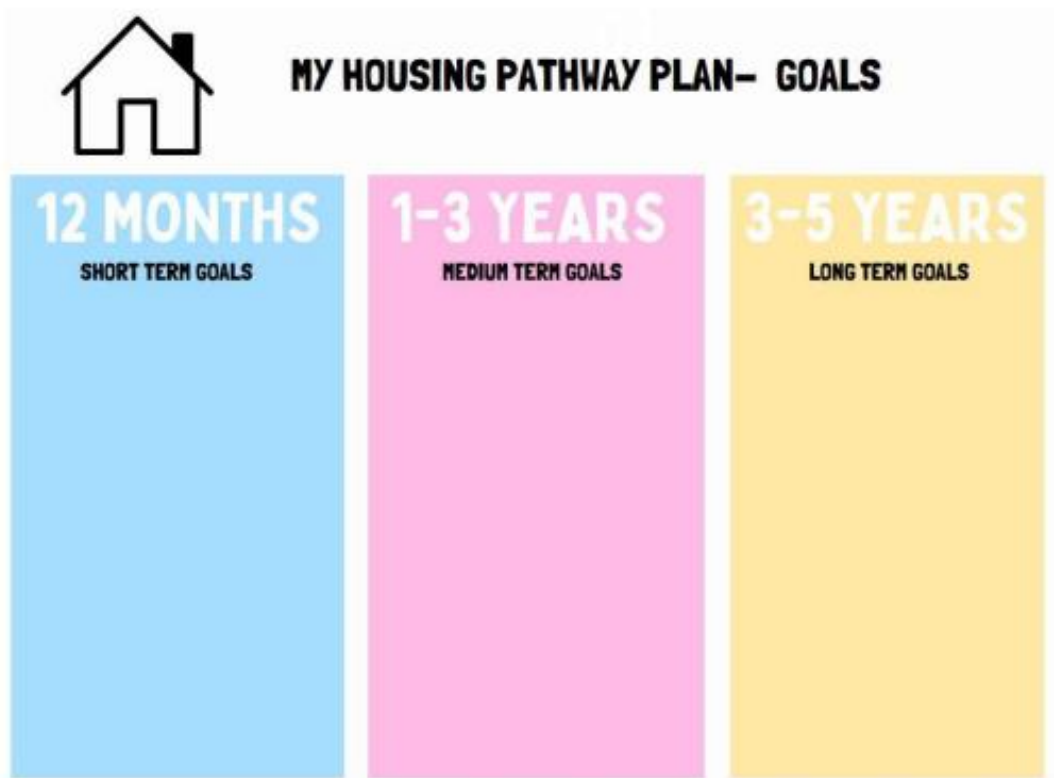 MY HOUSING PATHWAY PLAN– GOALS
12 MONTHS
SHORT TERM GOALS
1-3 YEARS
MEDIUM TERM GOALS
3-5 YEARS
LONG TERM GOALS